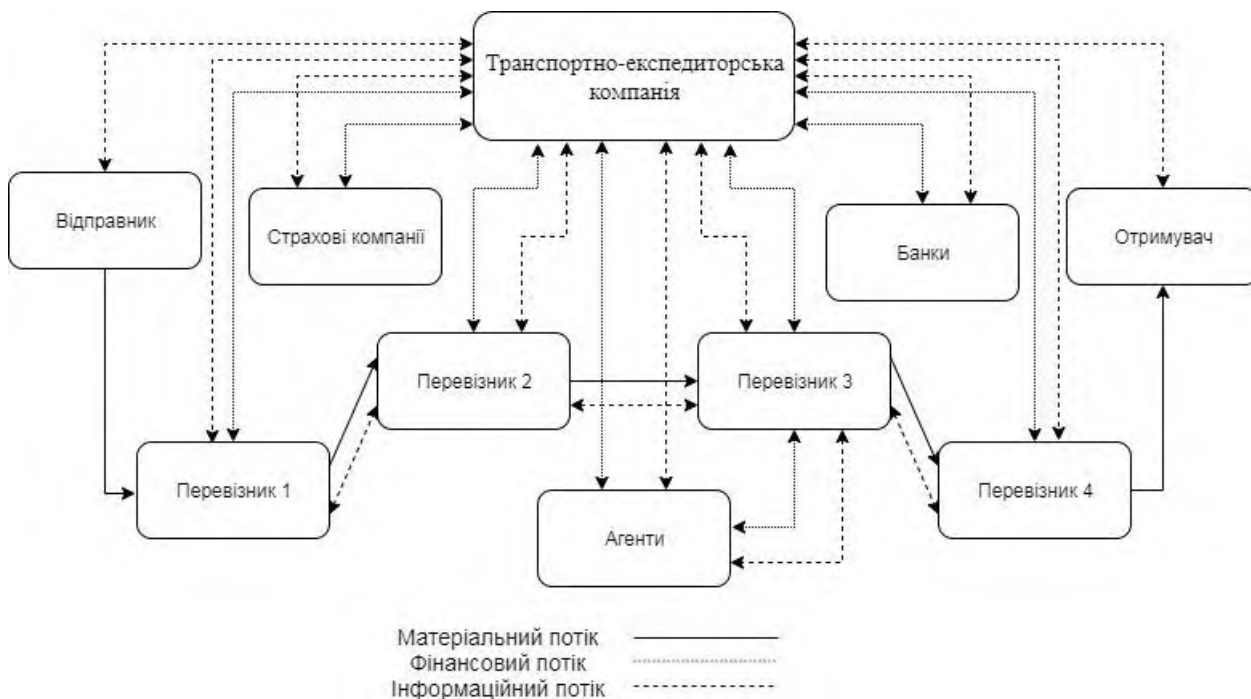 Транспортно-експедиторська
компанія
Відправник
Страхові компанії
Банки
Отримувач
Перевізник 2
Перевізник 3
Перевізник 1
Перевізник 4
Агенти
Матеріальний потік
Фінансовий потік
Інформаційний потік